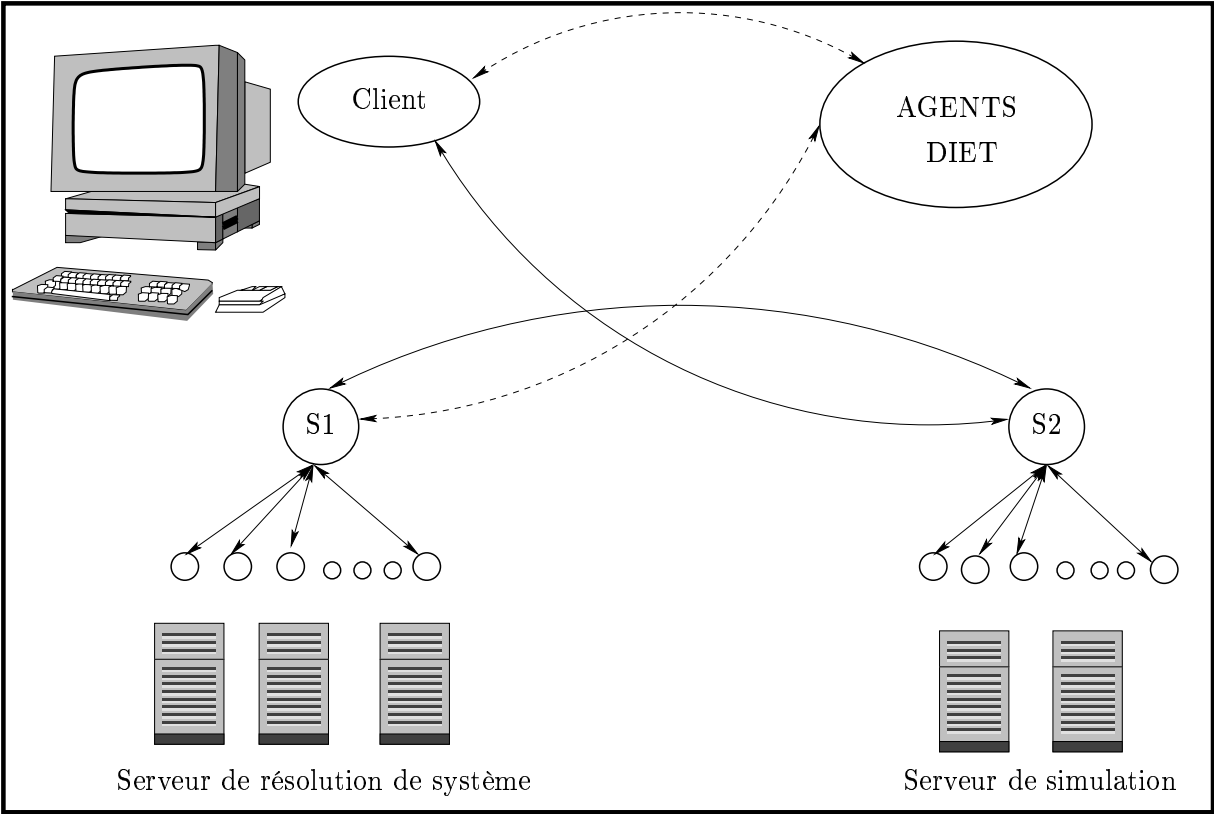 Client
AGENTS
DIET
S1
S2
Serveur de résolution de système
Serveur de simulation